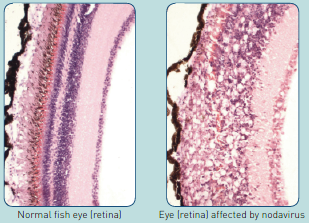 Normal fish eye (retina)
Eye (retina) affected by nodavirus